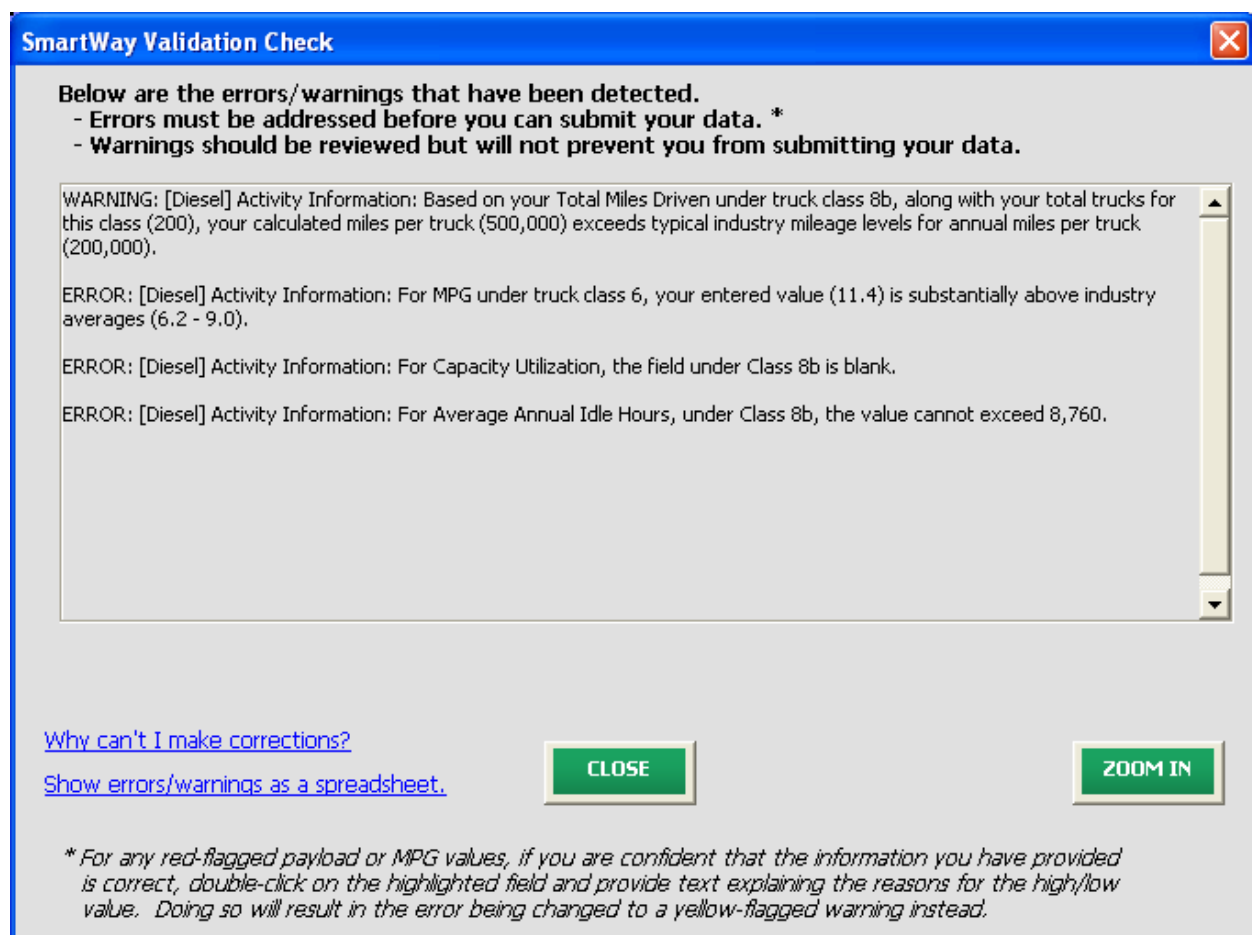 SmartWay Validation Check
Below are the errors/warnings that have been detected.
- Errors must be addressed before you can submit your data. *
- Warnings should be reviewed but will not prevent you from submitting your data.
WARNING: [Diesel] Activity Information: Based on your Total Miles Driven under truck class 8b, along with your total trucks for
this class (200), your calculated miles per truck (500,000) exceeds typical industry mileage levels for annual miles per truck
(200,000).
ERROR: [Diesel] Activity Information: For MPG under truck class 6, your entered value (11.4) is substantially above industry
averages (6.2 - 9.0).
ERROR: [Diesel] Activity Information: For Capacity Utilization, the field under Class 8b is blank.
ERROR: [Diesel] Activity Information: For Average Annual Idle Hours, under Class 8b, the value cannot exceed 8,760.
Why can't I make corrections?
Show errors/warnings as a spreadsheet.
CLOSE
ZOOM IN
* For any red-flagged payload or MPG values, if you are confident that the information you have provided
is correct, double-click on the highlighted field and provide text explaining the reasons for the high/low
value. Doing so will result in the error being changed to a yellow-flagged warning instead.